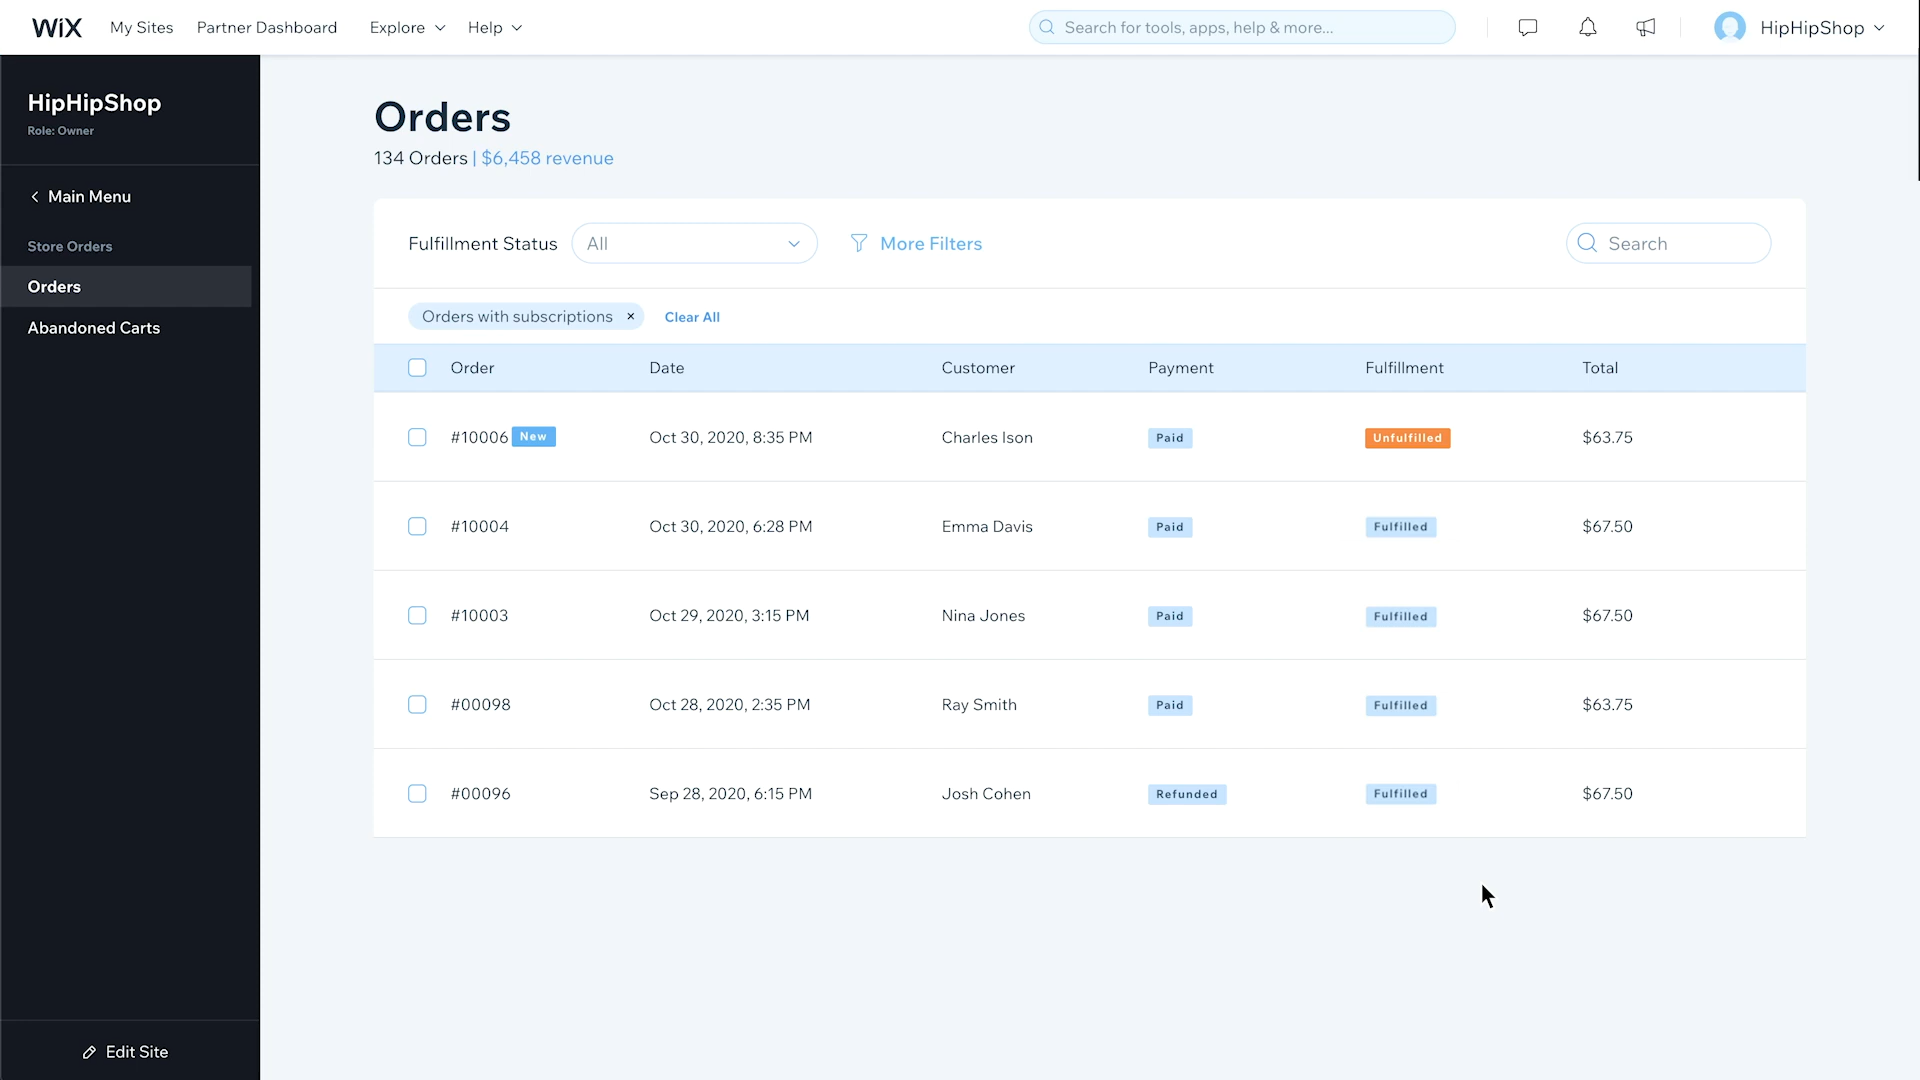 WiX My Sites Partner Dashboard Explore Help Search for tools, apps, help & more... HipHipShop
HipHipShop
Role: Owner
Main Menu
Store Orders
Orders
Abandoned Carts
Edit Site
Orders
134 Orders | $6,458 revenue
Fulfillment Status All More Filters Search
Orders with subscriptions × Clear All
Order Date Customer Payment Fulfillment Total
#10006 New Oct 30, 2020, 8:35 PM Charles Ison Paid Unfulfilled $63.75
#10004 Oct 30, 2020, 6:28 PM Emma Davis Paid Fulfilled $67.50
#10003 Oct 29, 2020, 3:15 PM Nina Jones Paid Fulfilled $67.50
#00098 Oct 28, 2020, 2:35 PM Ray Smith Paid Fulfilled $63.75
#00096 Sep 28, 2020, 6:15 PM Josh Cohen Refunded Fulfilled $67.50